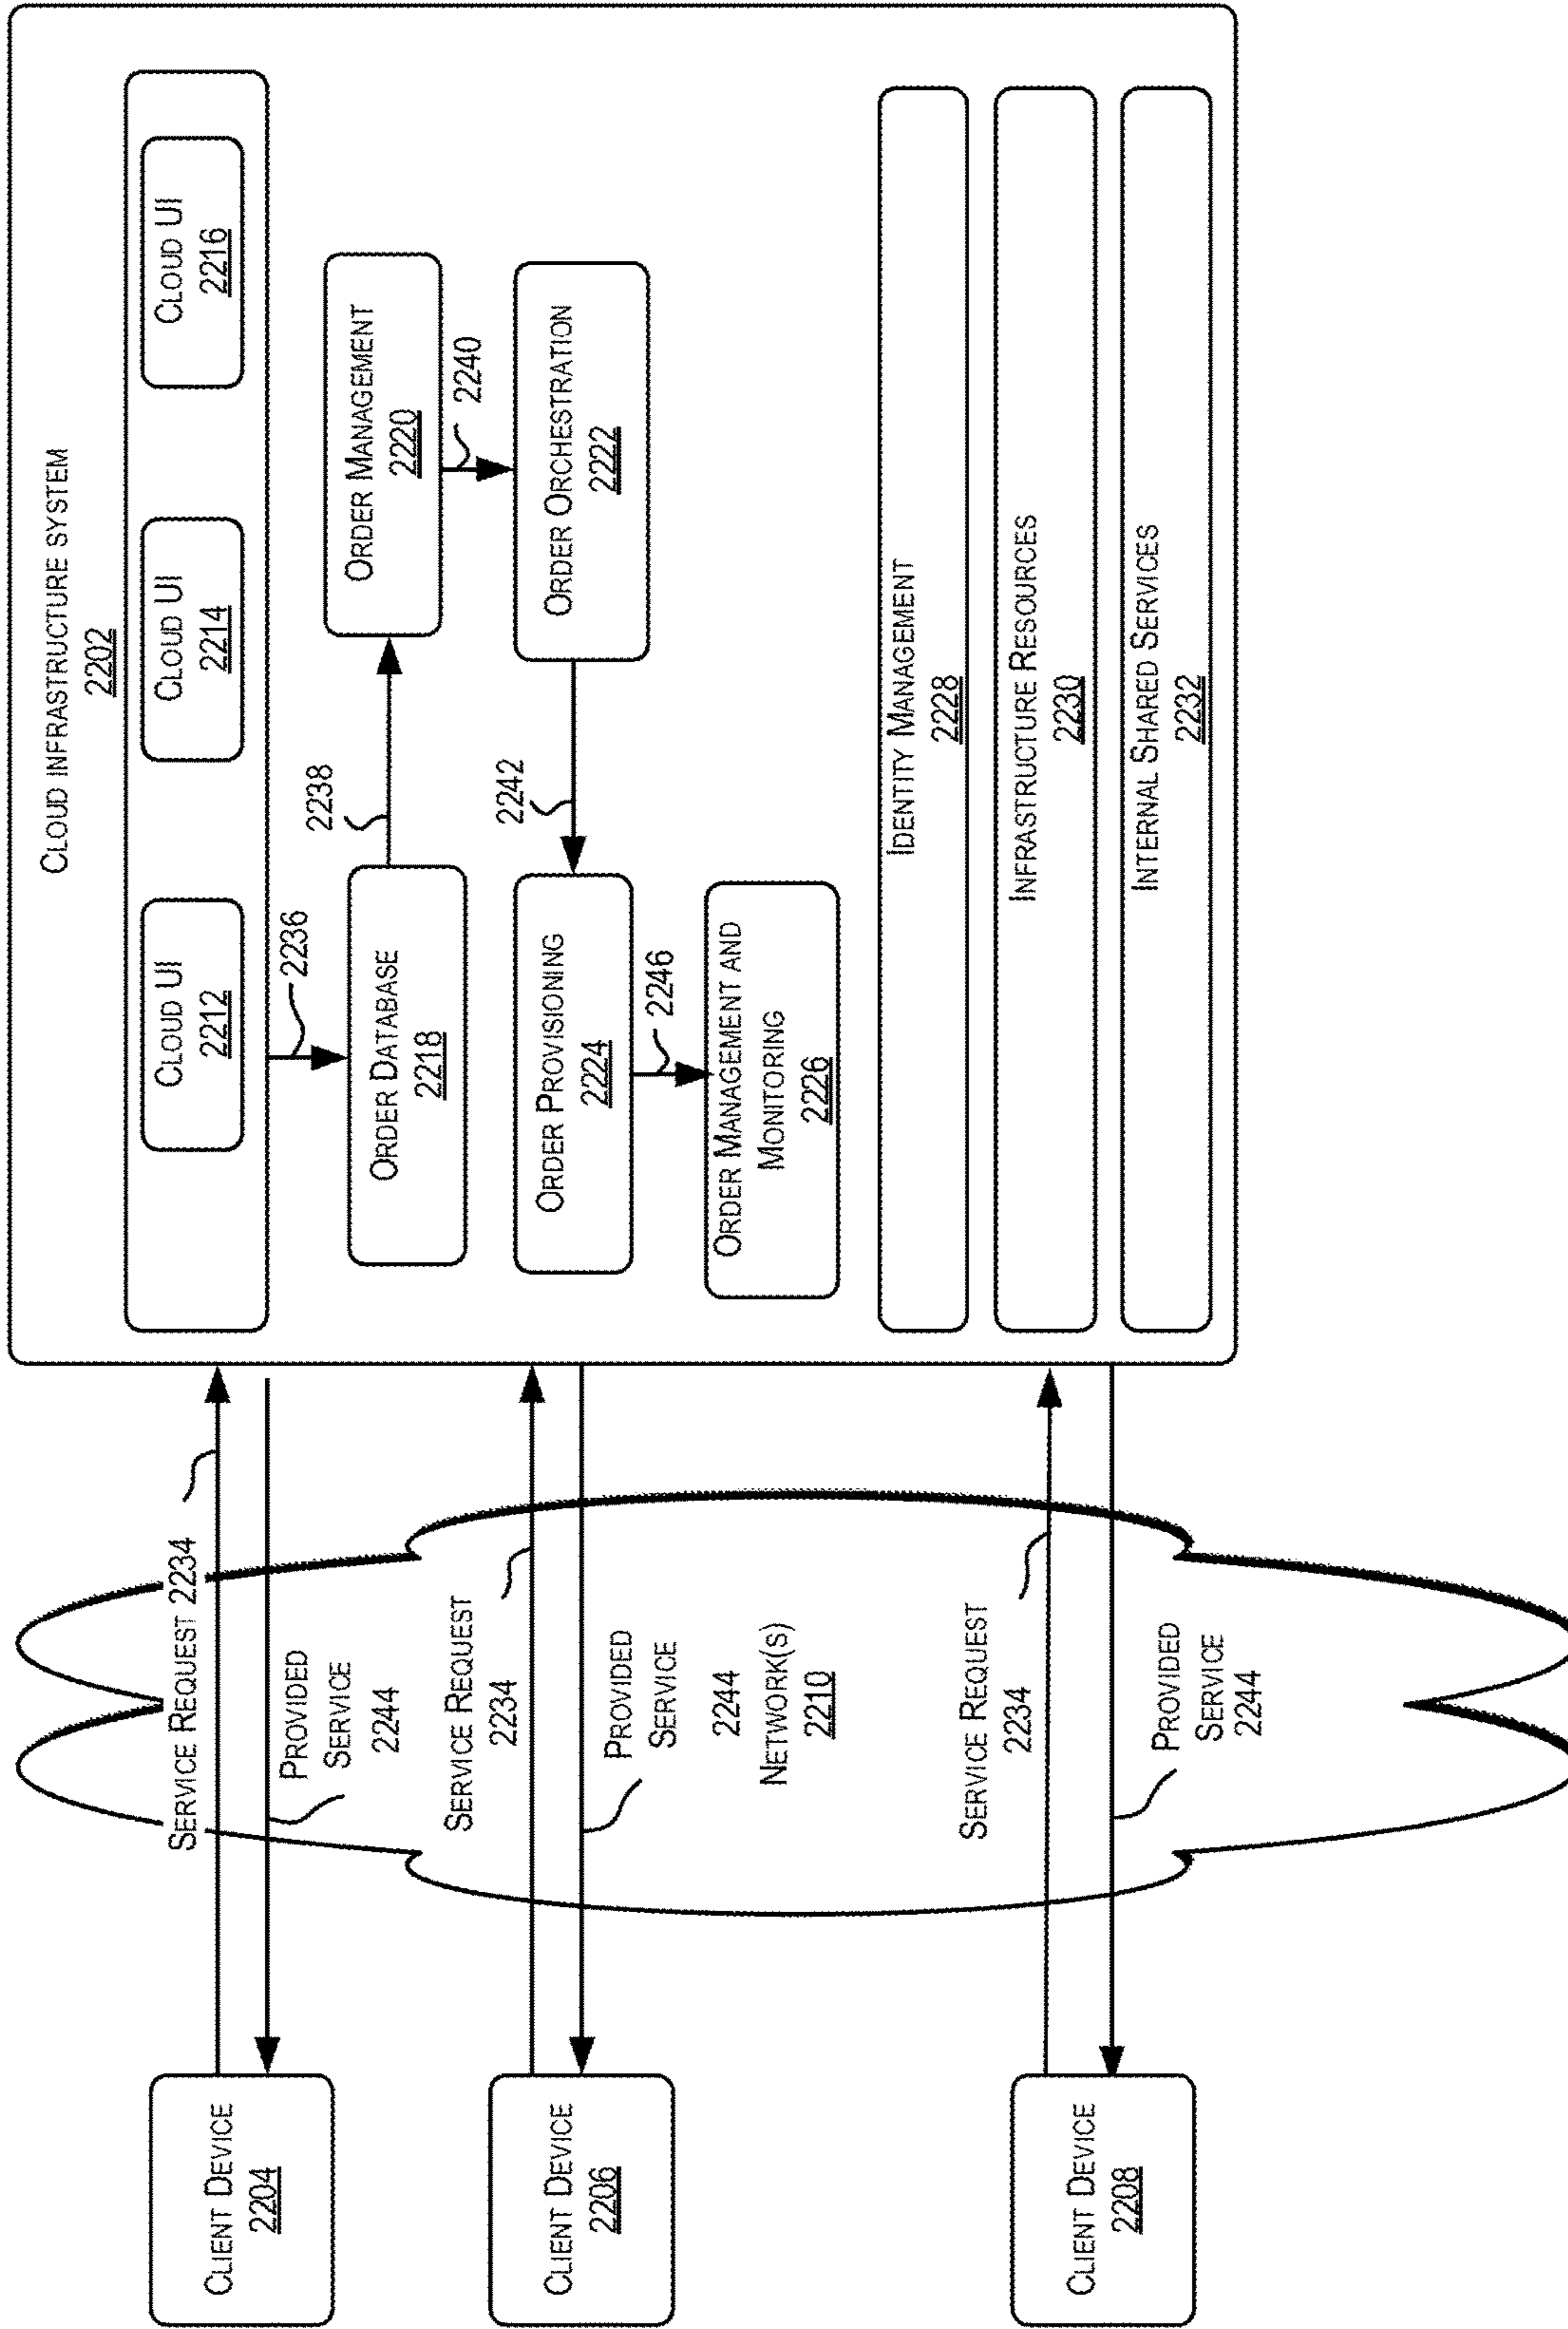 CLOUD INFRASTRUCTURE SYSTEM
2202
CLOUD UI
2212
CLOUD UI
2214
CLOUD UI
2216
2236
ORDER DATABASE
2218
2238
ORDER MANAGEMENT
2220
2240
ORDER ORCHESTRATION
2222
2242
ORDER PROVISIONING
2224
2246
ORDER MANAGEMENT AND
MONITORING
2226
IDENTITY MANAGEMENT
2228
INFRASTRUCTURE RESOURCES
2230
INTERNAL SHARED SERVICES
2232
CLIENT DEVICE
2204
SERVICE REQUEST 2234
PROVIDED
SERVICE
2244
CLIENT DEVICE
2206
SERVICE REQUEST
2234
PROVIDED
SERVICE
2244
NETWORK(S)
2210
CLIENT DEVICE
2208
SERVICE REQUEST
2234
PROVIDED
SERVICE
2244